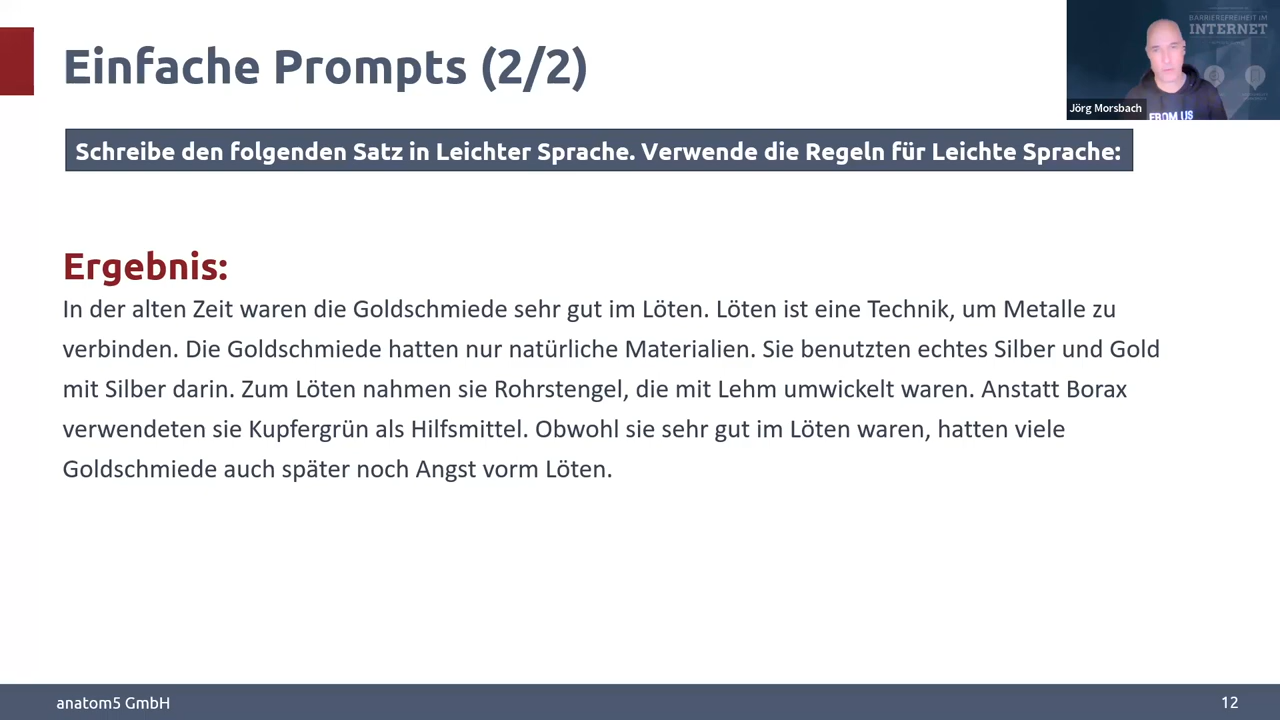 Einfache Prompts (2/2)
BARRIEREFREIHEIT IM
INTERNET
Jörg Morsbach
FROM US
Schreibe den folgenden Satz in Leichter Sprache. Verwende die Regeln für Leichte Sprache:
Ergebnis:
In der alten Zeit waren die Goldschmiede sehr gut im Löten. Löten ist eine Technik, um Metalle zu
verbinden. Die Goldschmiede hatten nur natürliche Materialien. Sie benutzten echtes Silber und Gold
mit Silber darin. Zum Löten nahmen sie Rohrstengel, die mit Lehm umwickelt waren. Anstatt Borax
verwendeten sie Kupfergrün als Hilfsmittel. Obwohl sie sehr gut im Löten waren, hatten viele
Goldschmiede auch später noch Angst vorm Löten.
anatom5 GmbH
12